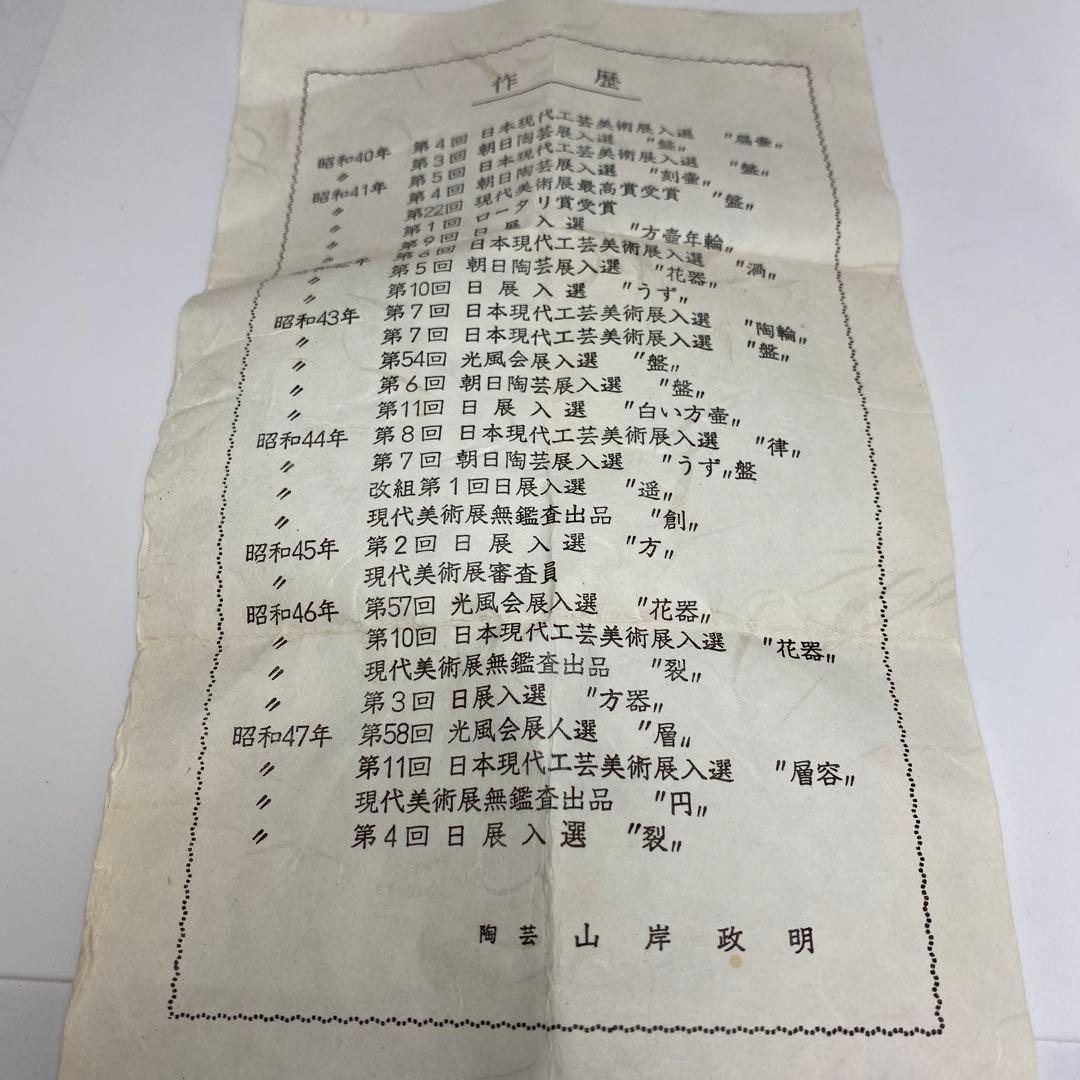 作歴
昭和40年 第4回 日本現代工芸美術展入選 〝扁壷〟
〃 第3回 朝日陶芸展入選 〝盤〟
昭和41年 第5回 日本現代工芸美術展入選 〝盤〟
〃 第4回 朝日陶芸展入選 〝刻壷〟
〃 第22回 現代美術展最高賞受賞 〝盤〟
〃 第1回 ロータリ賞受賞
〃 第9回 日展入選 〝方壷年輪〟
第6回 日本現代工芸美術展入選 〝渦〟
〃 第5回 朝日陶芸展入選 〝花器〟
〃 第10回 日展入選 〝うず〟
昭和43年 第7回 日本現代工芸美術展入選 〝陶輪〟
〃 第7回 日本現代工芸美術展入選 〝盤〟
〃 第54回 光風会展入選 〝盤〟
〃 第6回 朝日陶芸展入選 〝盤〟
〃 第11回 日展入選 〝白い方壷〟
昭和44年 第8回 日本現代工芸美術展入選 〝律〟
〃 第7回 朝日陶芸展入選 〝うず〟盤
〃 改組第1回日展入選 〝遥〟
〃 現代美術展無鑑査出品 〝創〟
昭和45年 第2回 日展入選 〝方〟
〃 現代美術展審査員
昭和46年 第57回 光風会展入選 〝花器〟
〃 第10回 日本現代工芸美術展入選 〝花器〟
〃 現代美術展無鑑査出品 〝裂〟
〃 第3回 日展入選 〝方器〟
昭和47年 第58回 光風会展人選 〝層〟
〃 第11回 日本現代工芸美術展入選 〝層容〟
〃 現代美術展無鑑査出品 〝円〟
〃 第4回 日展入選 〝裂〟
陶芸 山岸政明